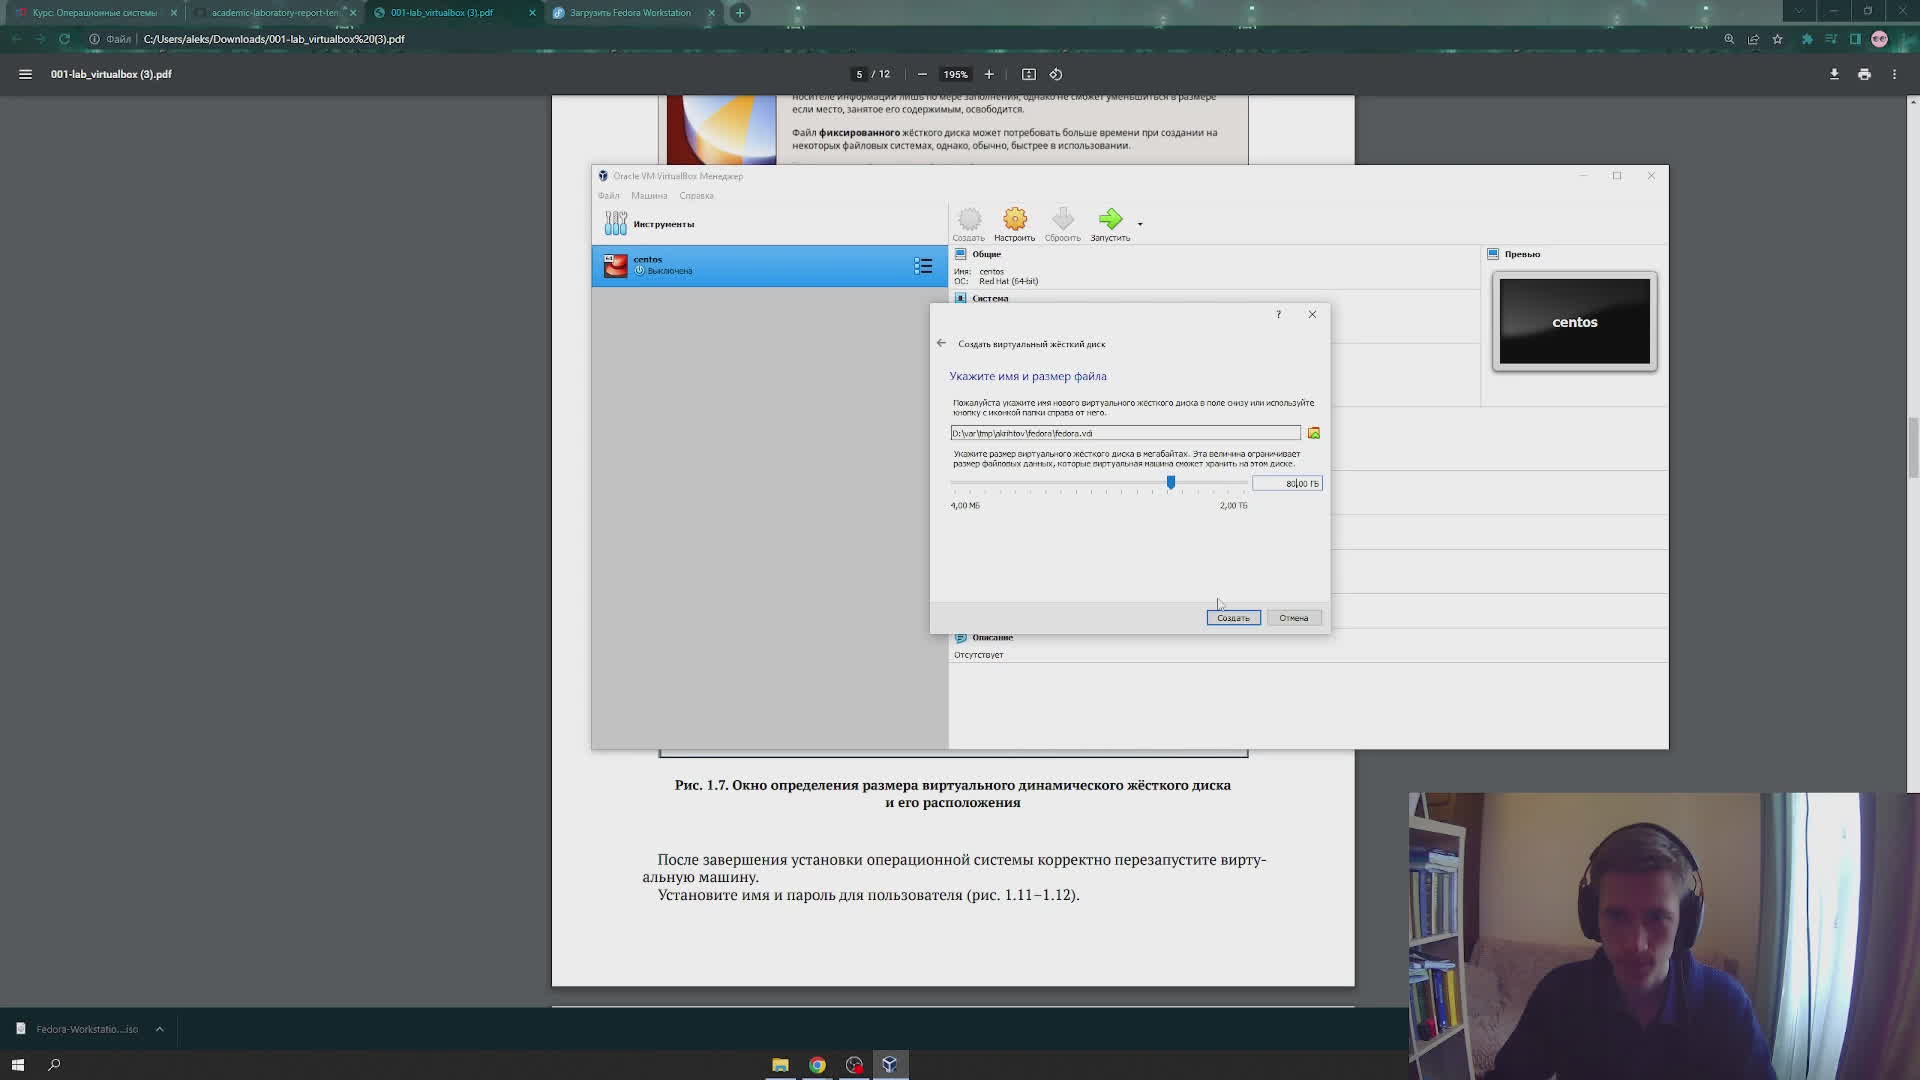 Курс: Операционные системы
academic-laboratory-report-tem
001-lab_virtualbox (3).pdf
Загрузить Fedora Workstation
Файл
C:/Users/aleks/Downloads/001-lab_virtualbox%20(3).pdf
001-lab_virtualbox (3).pdf
5 / 12
195%
носителе информации лишь по мере заполнения, однако не сможет уменьшиться в размере
если место, занятое его содержимым, освободится.
Файл фиксированного жёсткого диска может потребовать больше времени при создании на
некоторых файловых системах, однако, обычно, быстрее в использовании.
Oracle VM VirtualBox Менеджер
Файл Машина Справка
Инструменты
Создать
Настроить
Сбросить
Запустить
64
centos
Выключена
Общие
Имя: centos
ОС: Red Hat (64-bit)
Система
Превью
centos
?
Создать виртуальный жёсткий диск
Укажите имя и размер файла
Пожалуйста укажите имя нового виртуального жёсткого диска в поле снизу или используйте
кнопку с иконкой папки справа от него.
D:\var\tmp\akrihtov\fedora\fedora.vdi
Укажите размер виртуального жёсткого диска в мегабайтах. Эта величина ограничивает
размер файловых данных, которые виртуальная машина сможет хранить на этом диске.
80,00 ТБ
4,00 МБ
2,00 ТБ
Создать
Отмена
Описание
Отсутствует
Рис. 1.7. Окно определения размера виртуального динамического жёсткого диска
и его расположения
После завершения установки операционной системы корректно перезапустите вирту-
альную машину.
Установите имя и пароль для пользователя (рис. 1.11–1.12).
Fedora-Workstatio....iso